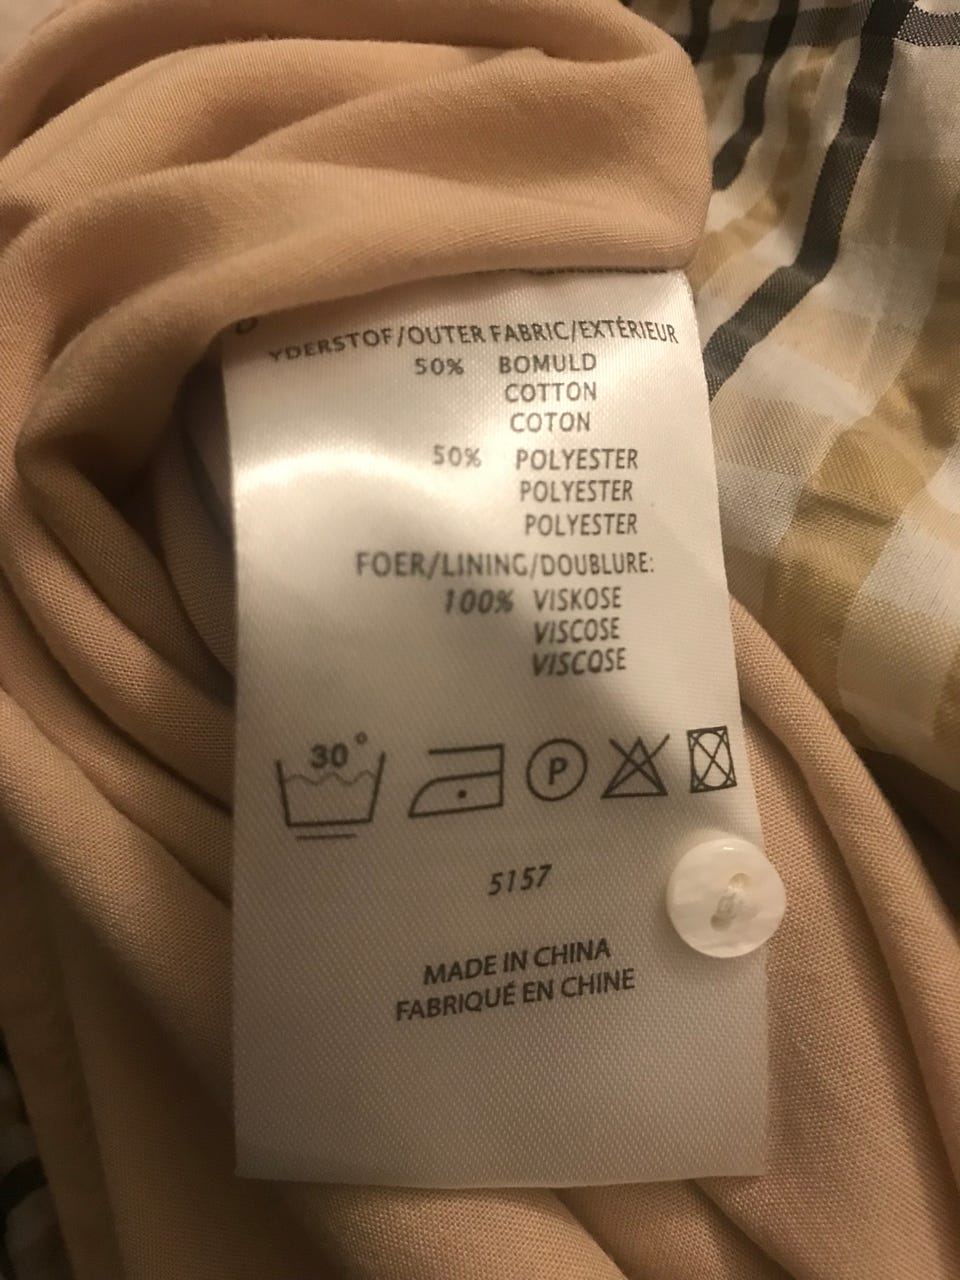 YDERSTOF/OUTER FABRIC/EXTÉRIEUR
50% BOMULD
COTTON
COTON
50% POLYESTER
POLYESTER
POLYESTER
FOER/LINING/DOUBLURE:
100% VISKOSE
VISCOSE
VISCOSE
30° P
5157
MADE IN CHINA
FABRIQUÉ EN CHINE